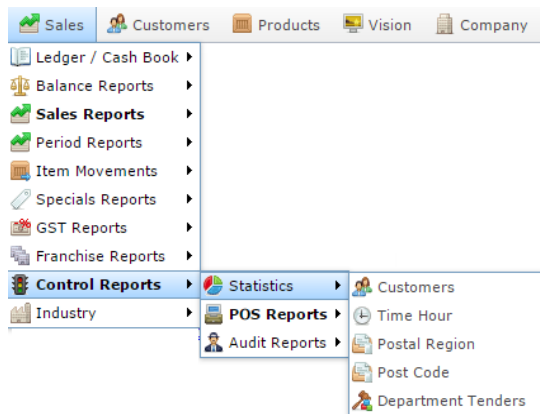 Sales Customers Products Vision Company
Ledger / Cash Book
Balance Reports
Sales Reports
Period Reports
Item Movements
Specials Reports
GST Reports
Franchise Reports
Control Reports Statistics Customers
Industry POS Reports Time Hour
Audit Reports Postal Region
Post Code
Department Tenders